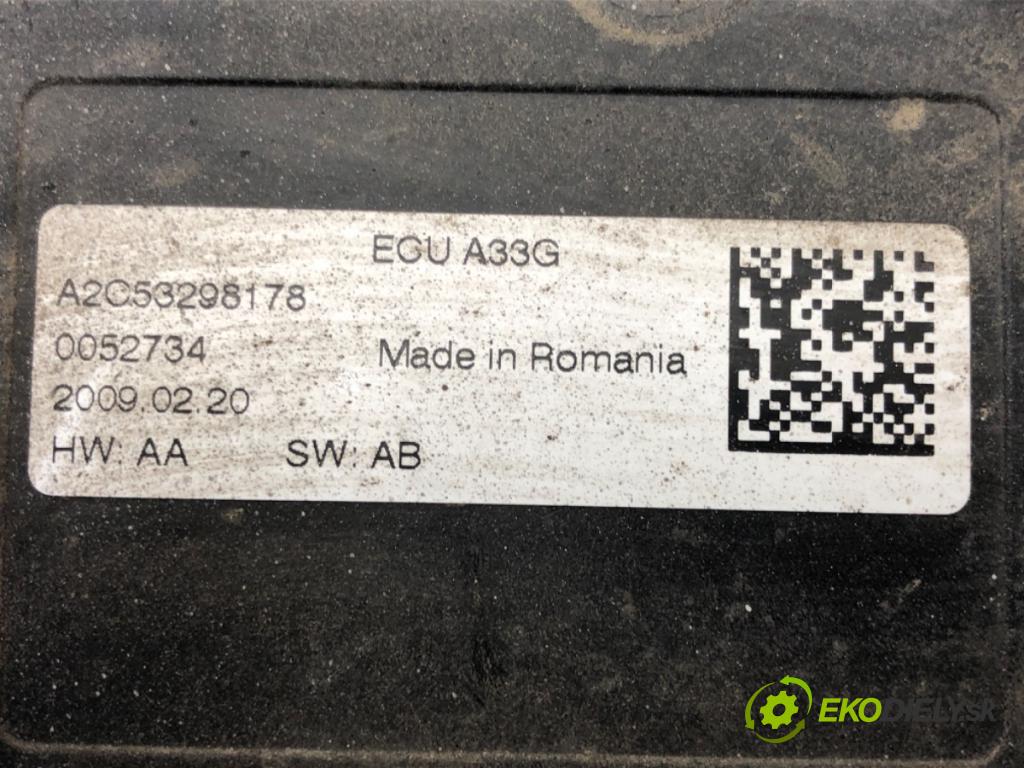 ECU A33G
A2C53298178
0052734
Made in Romania
2009.02.20
HW: AA SW: AB
EKODIELY.SK